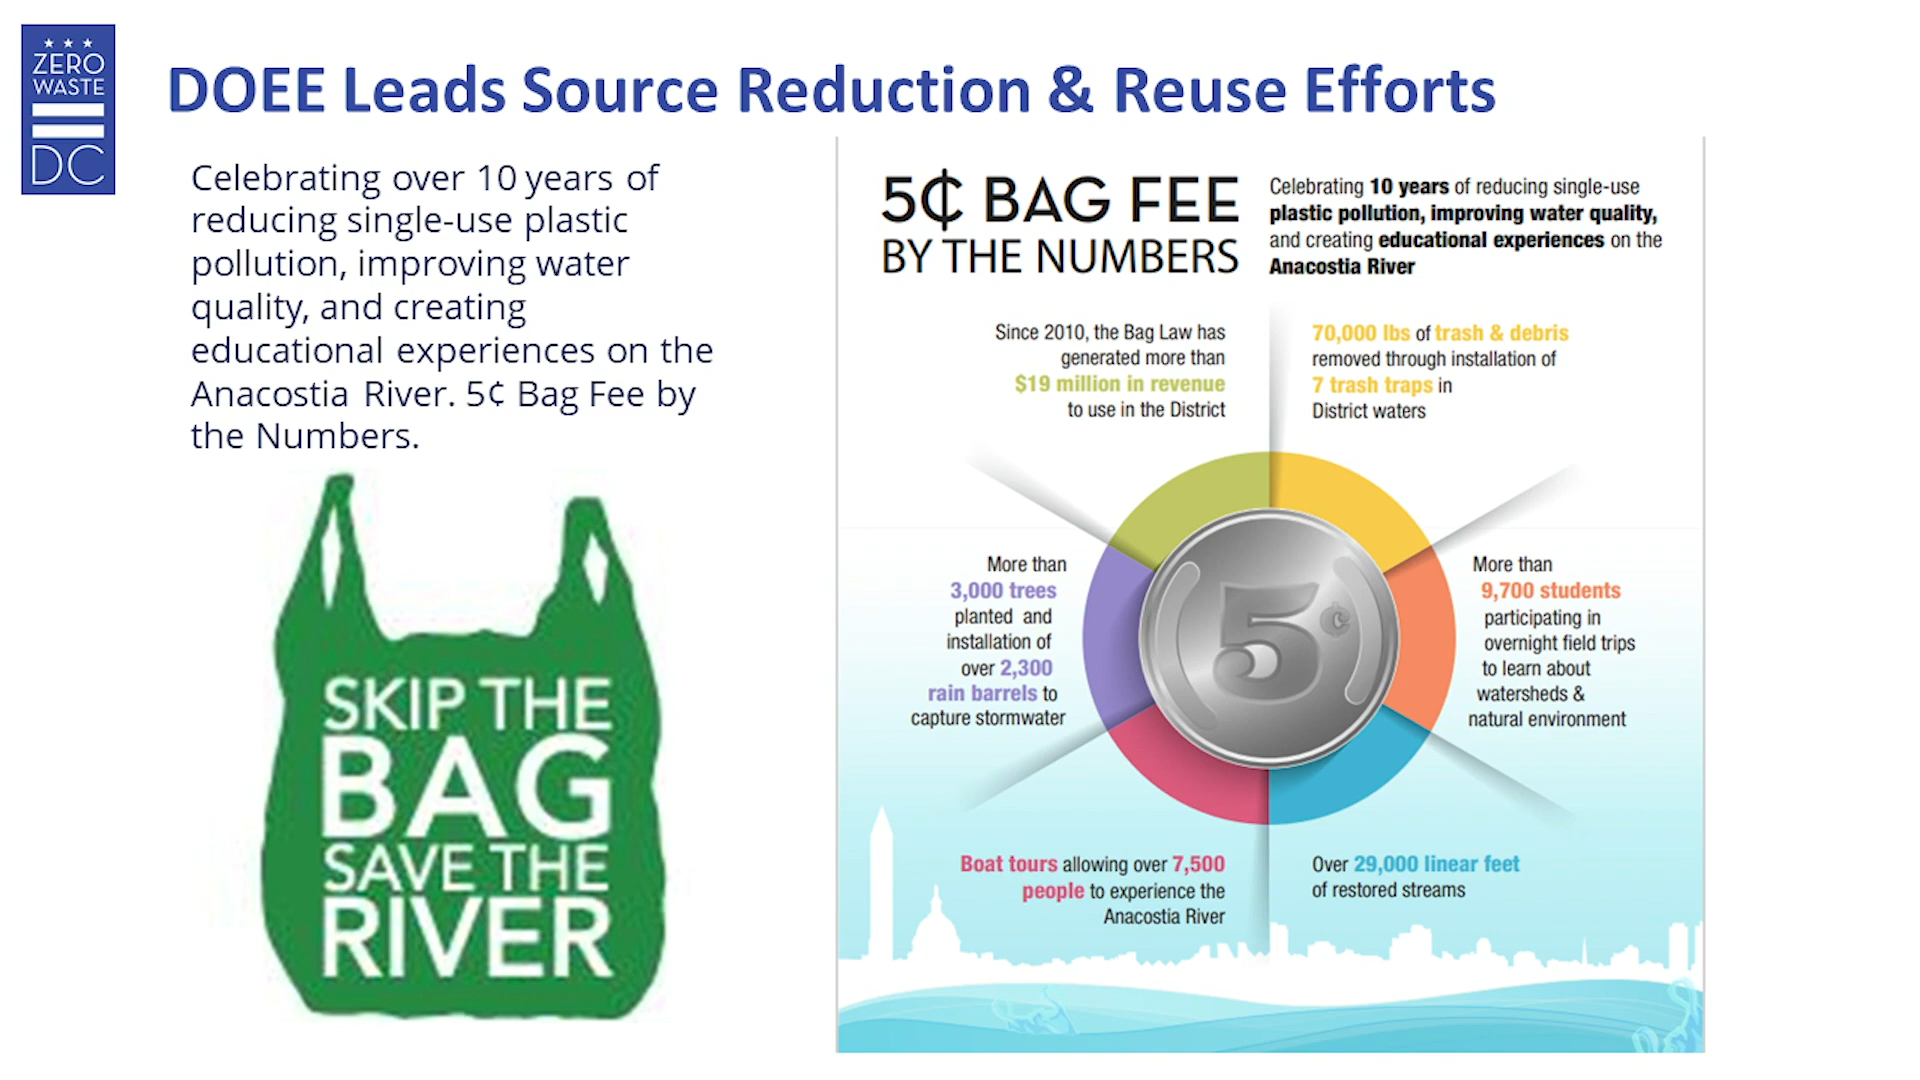 ZERO
WASTE
DC
DOEE Leads Source Reduction & Reuse Efforts
Celebrating over 10 years of
reducing single-use plastic
pollution, improving water
quality, and creating
educational experiences on the
Anacostia River. 5¢ Bag Fee by
the Numbers.
SKIP THE
BAG
SAVE THE
RIVER
5¢ BAG FEE
BY THE NUMBERS
Celebrating 10 years of reducing single-use
plastic pollution, improving water quality,
and creating educational experiences on the
Anacostia River
Since 2010, the Bag Law has
generated more than
$19 million in revenue
to use in the District
70,000 lbs of trash & debris
removed through installation of
7 trash traps in
District waters
More than
3,000 trees
planted and
installation of
over 2,300
rain barrels to
capture stormwater
5¢
More than
9,700 students
participating in
overnight field trips
to learn about
watersheds &
natural environment
Boat tours allowing over 7,500
people to experience the
Anacostia River
Over 29,000 linear feet
of restored streams